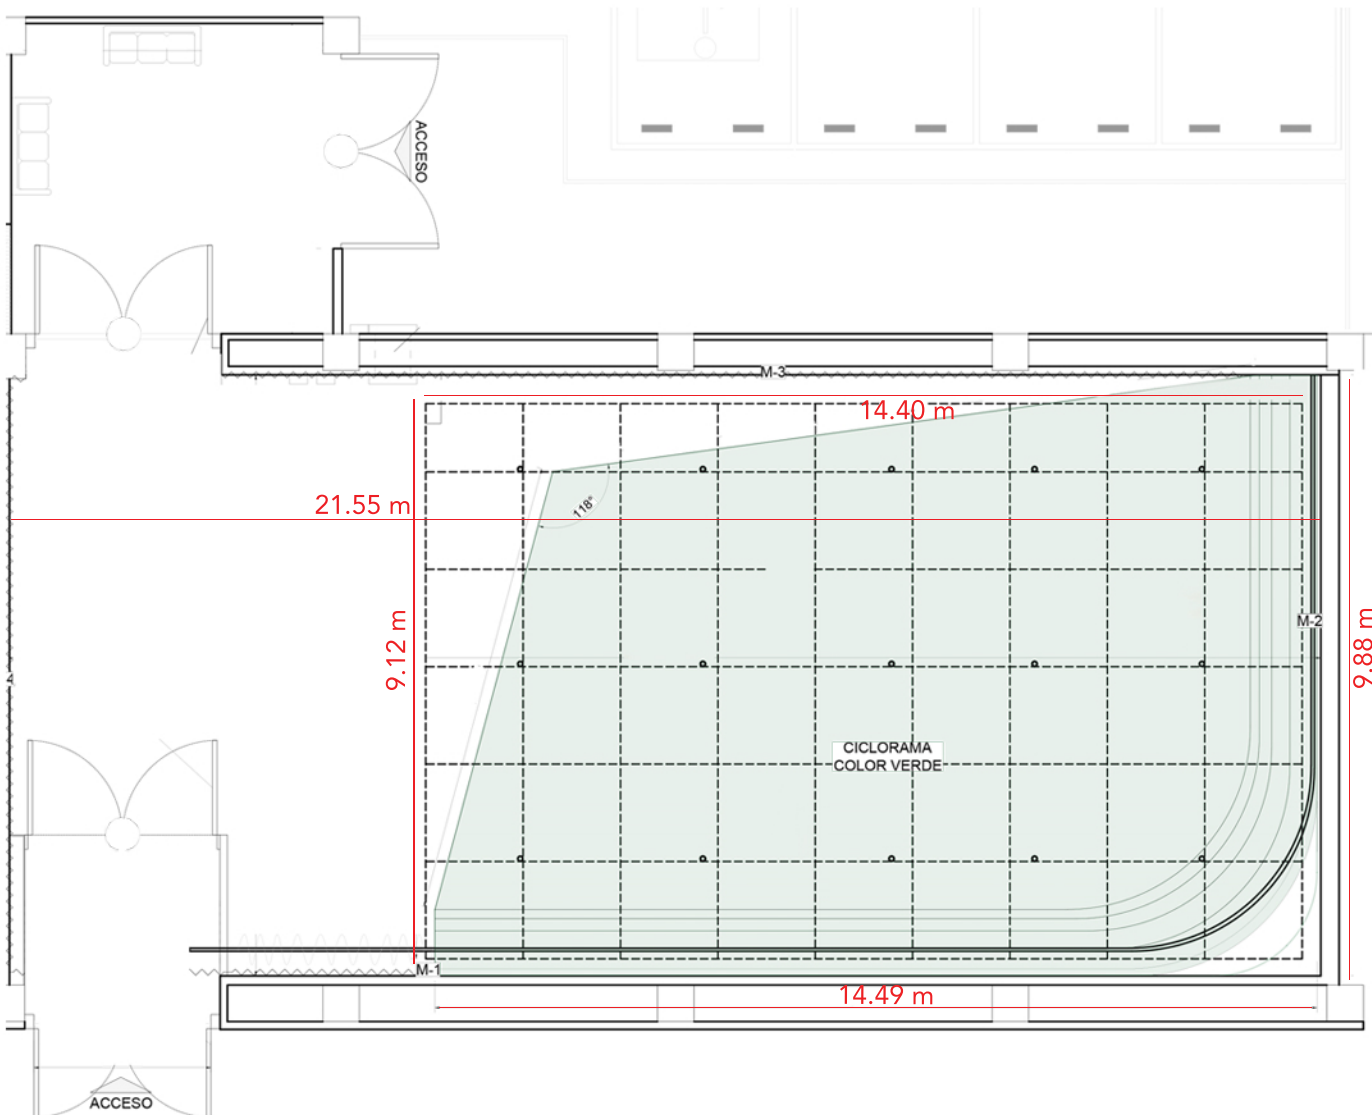 ACCESO
M-3
14.40 m
21.55 m
118°
9.12 m
M-2
9.88 m
CICLORAMA
COLOR VERDE
M-1
14.49 m
ACCESO